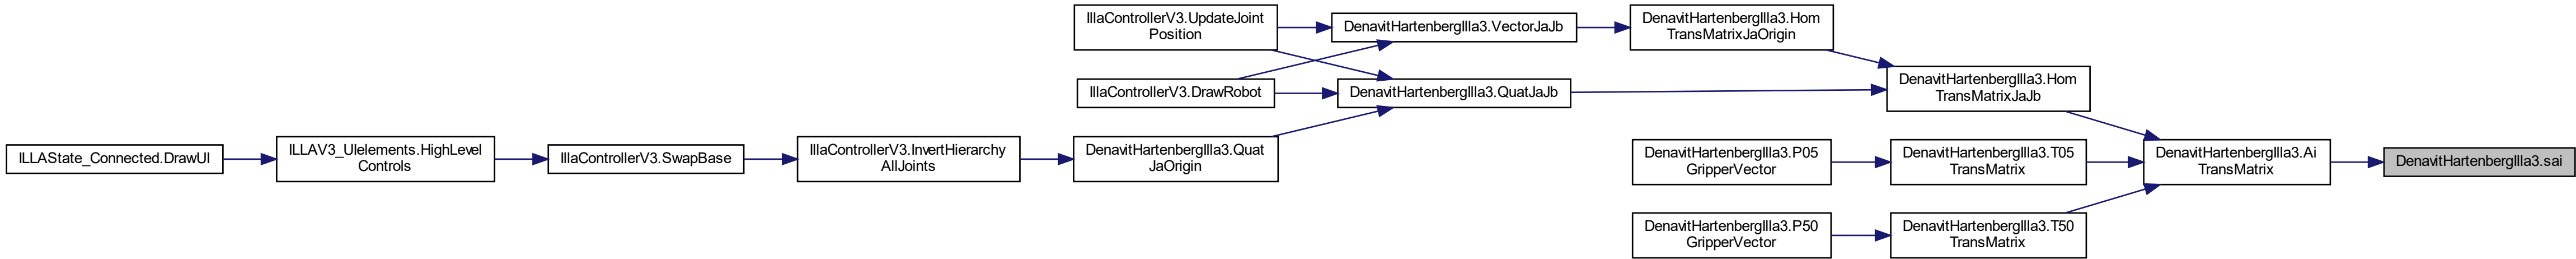 IllaControllerV3.UpdateJoint
Position
DenavitHartenbergIlla3.VectorJaJb
DenavitHartenbergIlla3.Hom
TransMatrixJaOrigin
IllaControllerV3.DrawRobot
DenavitHartenbergIlla3.QuatJaJb
DenavitHartenbergIlla3.Hom
TransMatrixJaJb
ILLAState_Connected.DrawUI
ILLAV3_UIelements.HighLevel
Controls
IllaControllerV3.SwapBase
IllaControllerV3.InvertHierarchy
AllJoints
DenavitHartenbergIlla3.Quat
JaOrigin
DenavitHartenbergIlla3.P05
GripperVector
DenavitHartenbergIlla3.T05
TransMatrix
DenavitHartenbergIlla3.Ai
TransMatrix
DenavitHartenbergIlla3.sai
DenavitHartenbergIlla3.P50
GripperVector
DenavitHartenbergIlla3.T50
TransMatrix